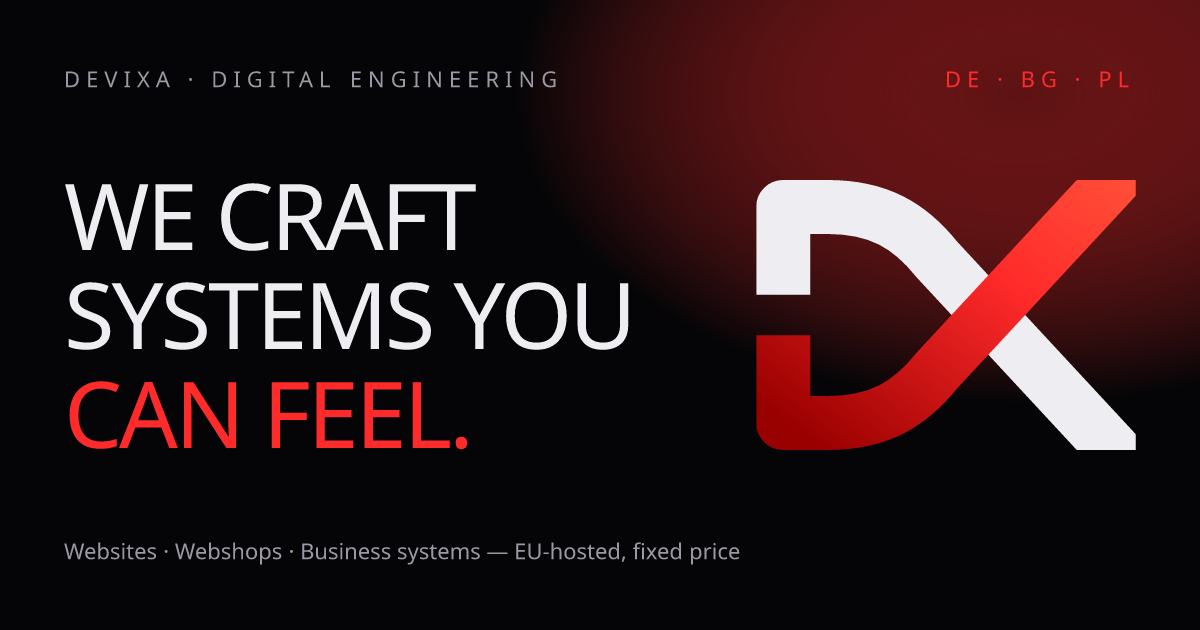 DEVIXA · DIGITAL ENGINEERING
DE · BG · PL
WE CRAFT
SYSTEMS YOU
CAN FEEL.
DX
Websites · Webshops · Business systems — EU-hosted, fixed price